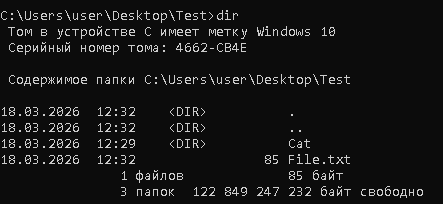 C:\Users\user\Desktop\Test>dir
Том в устройстве C имеет метку Windows 10
Серийный номер тома: 4662-CB4E
Содержимое папки C:\Users\user\Desktop\Test
18.03.2026  12:32    <DIR>          .
18.03.2026  12:32    <DIR>          ..
18.03.2026  12:29    <DIR>          Cat
18.03.2026  12:32                85 File.txt
1 файлов             85 байт
3 папок  122 849 247 232 байт свободно